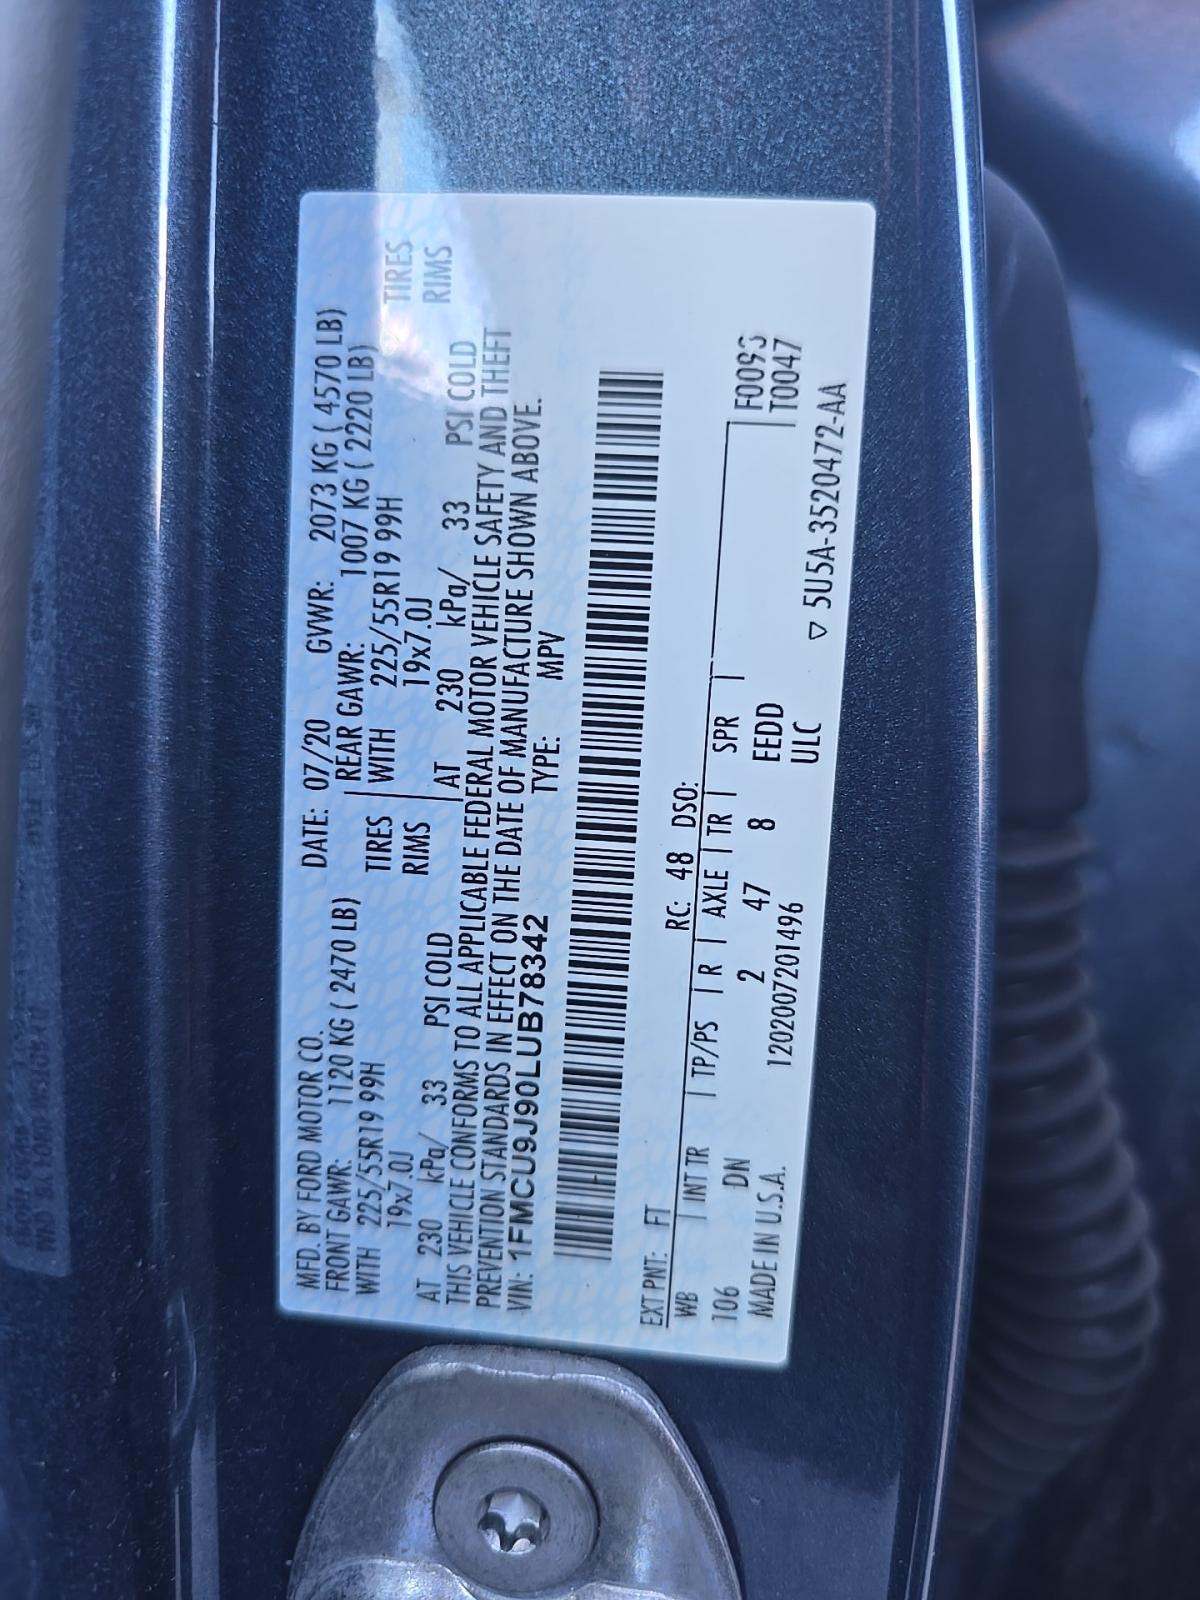 MFD. BY FORD MOTOR CO. DATE: 07/20 GVWR: 2073 KG ( 4570 LB)
FRONT GAWR: 1120 KG ( 2470 LB) REAR GAWR: 1007 KG ( 2220 LB)
WITH 225/55R19 99H TIRES WITH 225/55R19 99H TIRES
19x7.0J RIMS 19x7.0J RIMS
AT 230 kPa/ 33 PSI COLD AT 230 kPa/ 33 PSI COLD
THIS VEHICLE CONFORMS TO ALL APPLICABLE FEDERAL MOTOR VEHICLE SAFETY AND THEFT
PREVENTION STANDARDS IN EFFECT ON THE DATE OF MANUFACTURE SHOWN ABOVE.
VIN: 1FMCU9J90LUB78342 TYPE: MPV
EXT PNT: FT RC: 48 DSO:
WB INT TR TP/PS R AXLE TR SPR F0093
106 DN 2 47 8 EEDD T0047
MADE IN U.S.A. 1202007201496 ULC
▽ 5U5A-3520472-AA